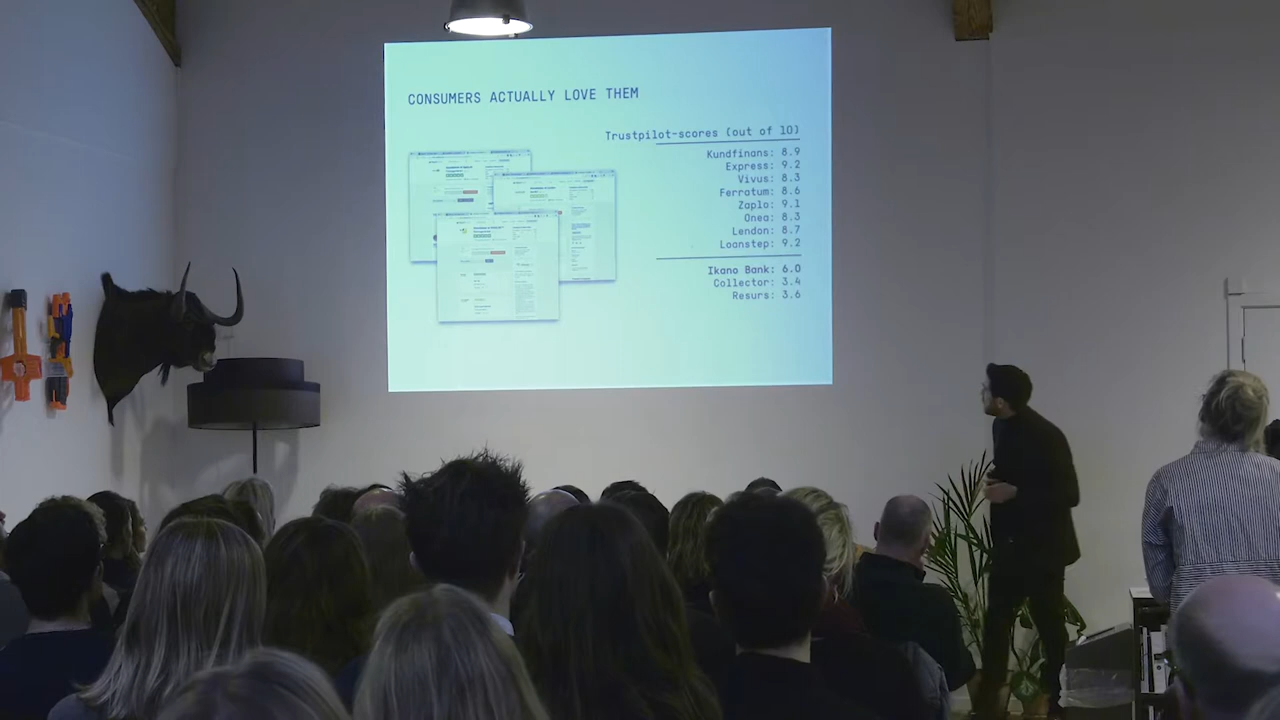 CONSUMERS ACTUALLY LOVE THEM
Trustpilot-scores (out of 10)
Kundfinans: 8.9
Express: 9.2
Vivus: 8.3
Ferratum: 8.6
Zaplo: 9.1
Onea: 8.3
Lendon: 8.7
Loanstep: 9.2
Ikano Bank: 6.0
Collector: 3.4
Resurs: 3.6